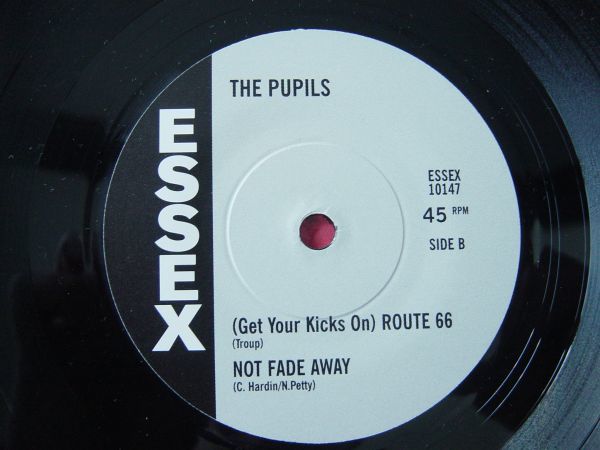 THE PUPILS
ESSEX
ESSEX
10147
45 RPM
SIDE B
(Get Your Kicks On) ROUTE 66
(Troup)
NOT FADE AWAY
(C. Hardin/N.Petty)